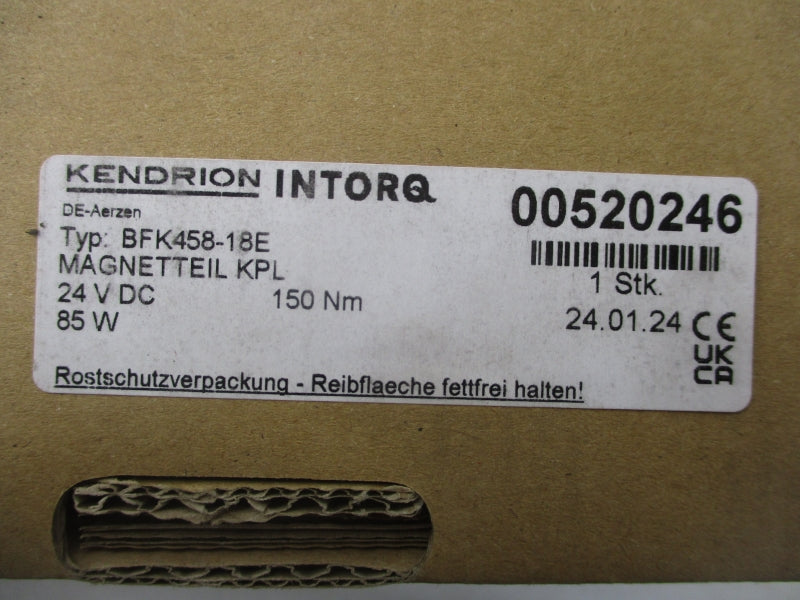 KENDRION INTORQ
00520246
DE-Aerzen
Typ: BFK458-18E
MAGNETTEIL KPL
1 Stk.
24 V DC 150 Nm
85 W
24.01.24 CE
UK
CA
Rostschutzverpackung - Reibflaeche fettfrei halten!